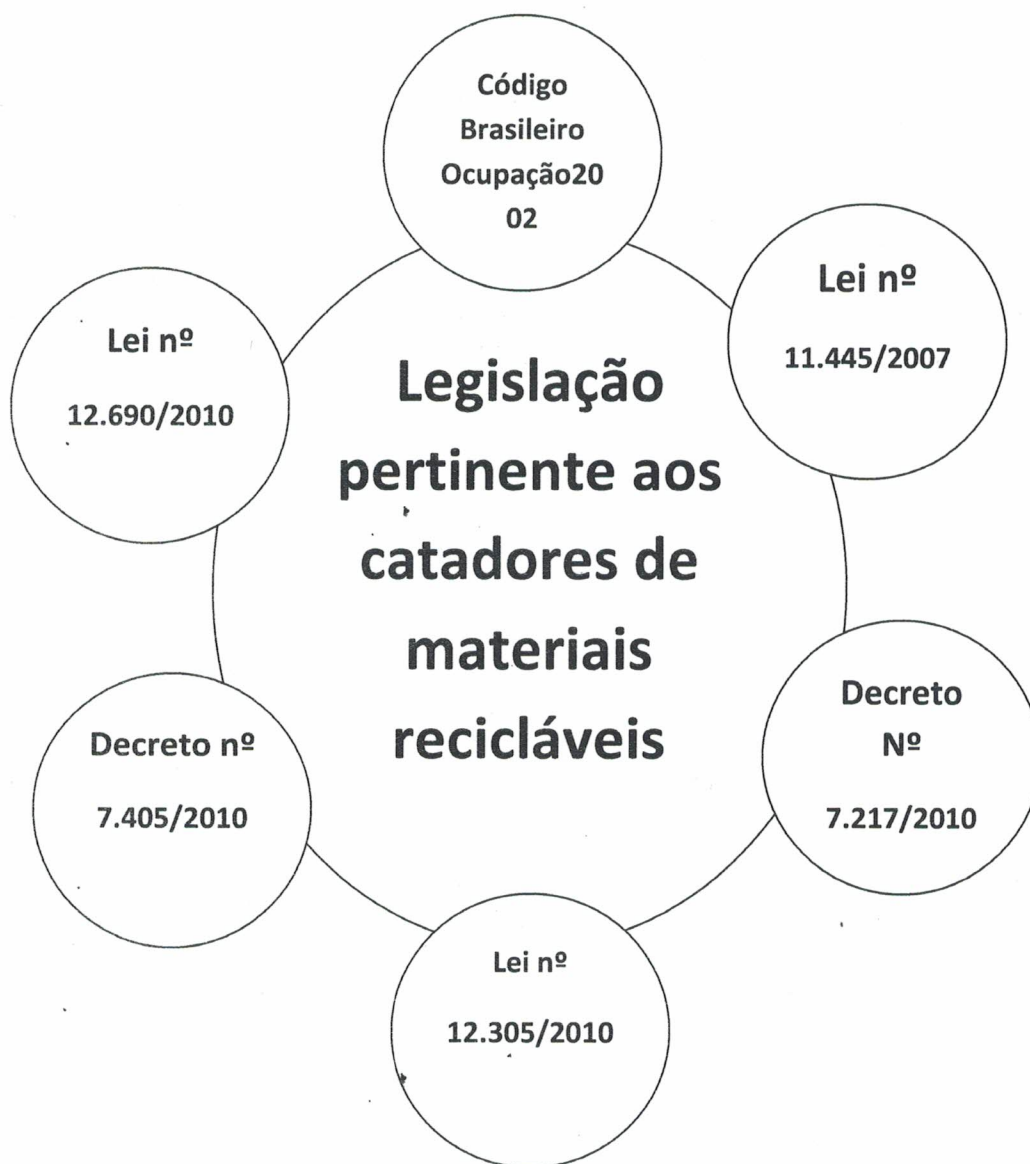 Código
Brasileiro
Ocupação20
02
Lei nº
11.445/2007
Lei nº
12.690/2010
Legislação
pertinente aos
catadores de
materiais
recicláveis
Decreto
Nº
7.217/2010
Decreto nº
7.405/2010
Lei nº
12.305/2010